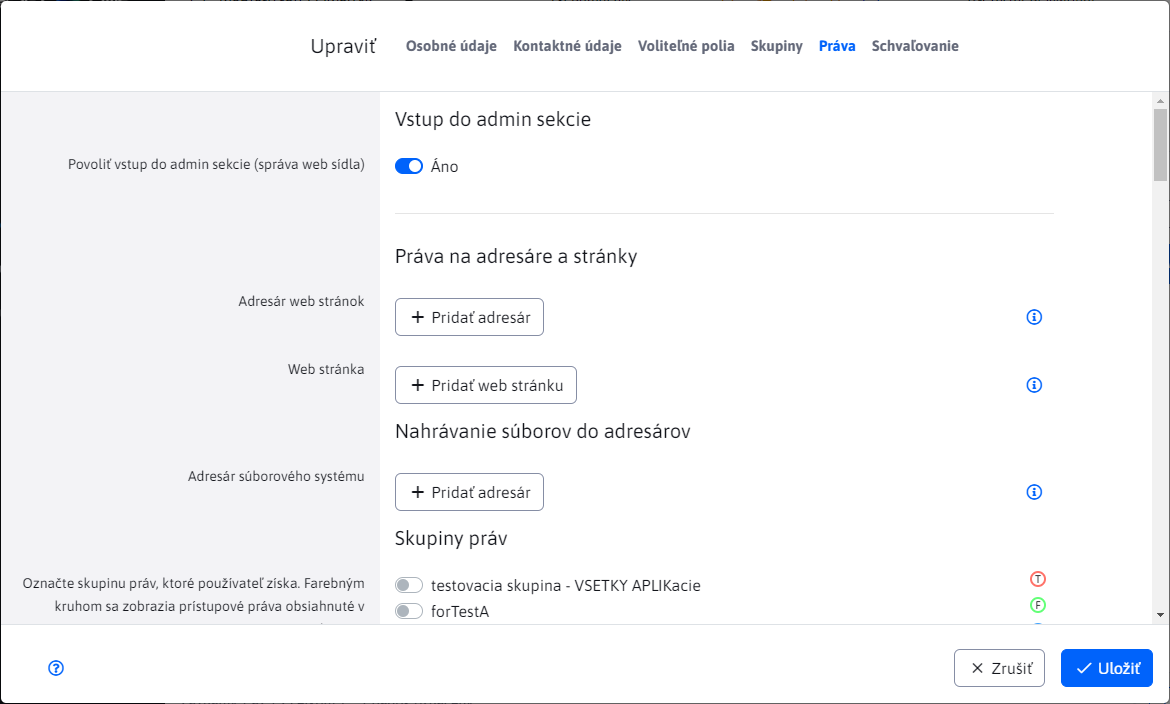 Upraviť
Osobné údaje Kontaktné údaje Voliteľné polia Skupiny Práva Schvaľovanie
Vstup do admin sekcie
Povoliť vstup do admin sekcie (správa web sídla)
Áno
Práva na adresáre a stránky
Adresár web stránok
Pridať adresár
Web stránka
Pridať web stránku
Nahrávanie súborov do adresárov
Adresár súborového systému
Pridať adresár
Skupiny práv
Označte skupinu práv, ktoré používateľ získa. Farebným
kruhom sa zobrazia prístupové práva obsiahnuté v
testovacia skupina - VSETKY APLIKacie
T
forTestA
F
Zrušiť
Uložiť